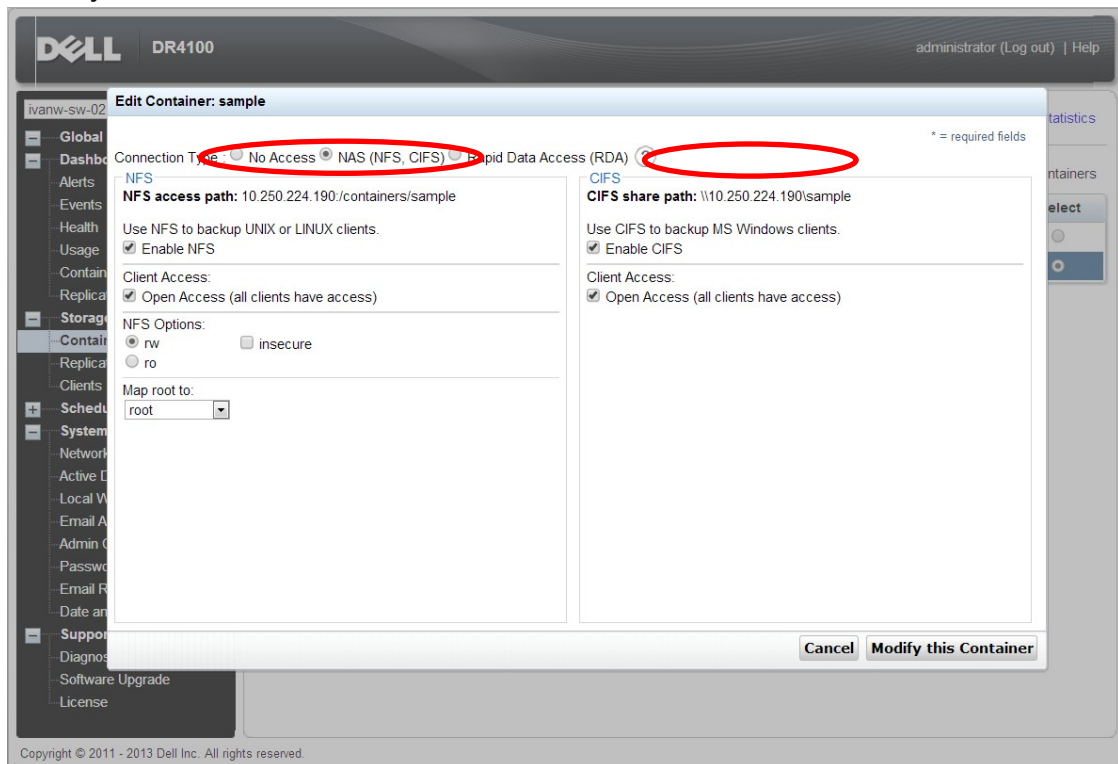 DELL DR4100 administrator (Log out) | Help
ivanw-sw-02
Edit Container: sample
tatistics
* = required fields
Global
Connection Type : No Access NAS (NFS, CIFS) Rapid Data Access (RDA) ?
Dashbo
ntainers
NFS
CIFS
Alerts
NFS access path: 10.250.224.190:/containers/sample
CIFS share path: \\10.250.224.190\sample
Events
elect
Health
Use NFS to backup UNIX or LINUX clients.
Use CIFS to backup MS Windows clients.
Usage
Enable NFS
Enable CIFS
Contain
Client Access:
Client Access:
Replica
Open Access (all clients have access)
Open Access (all clients have access)
Storage
NFS Options:
Contain
rw insecure
Replica
ro
Clients
Map root to:
Schedu
root
System
Network
Active D
Local W
Email A
Admin C
Passwo
Email R
Date an
Suppor
Cancel Modify this Container
Diagnos
Software Upgrade
License
Copyright © 2011 - 2013 Dell Inc. All rights reserved.